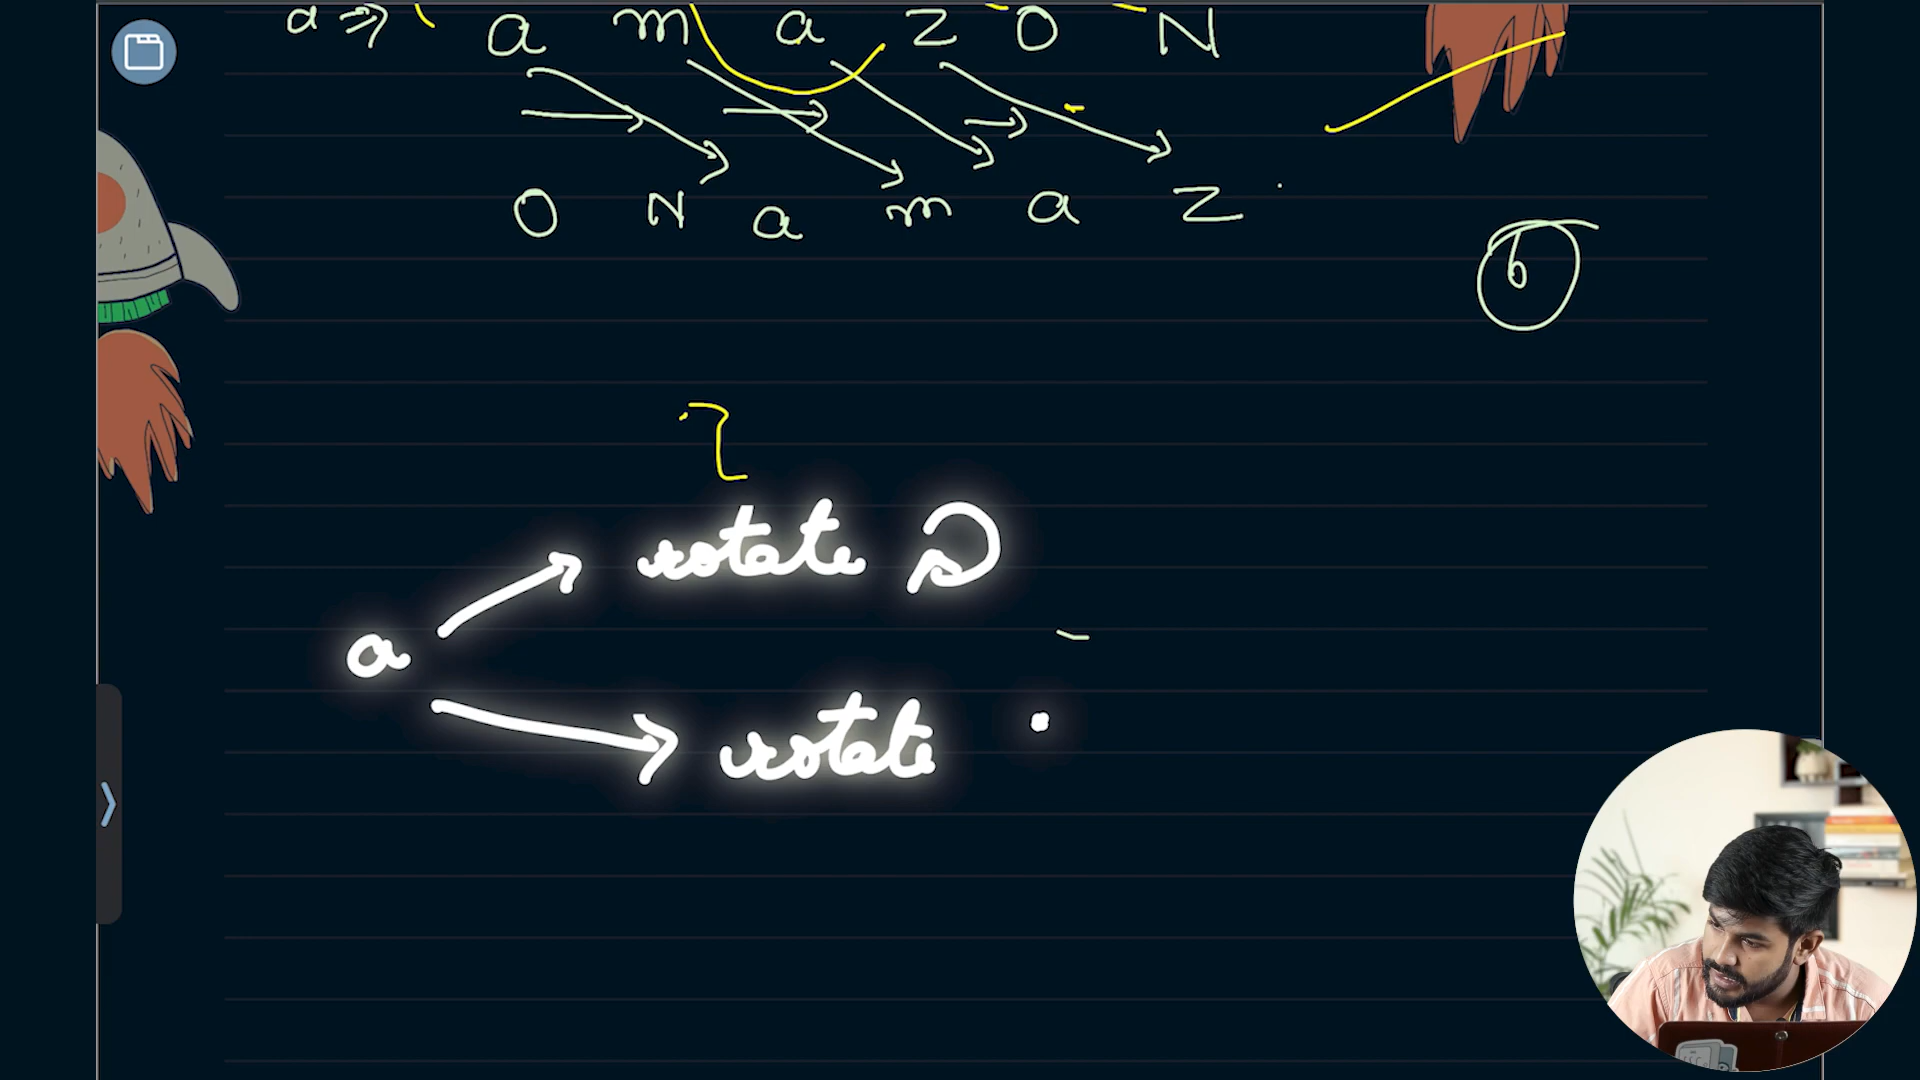 a ⇒ a m a z O N
O N a m a z
6
rotate
a
rotate